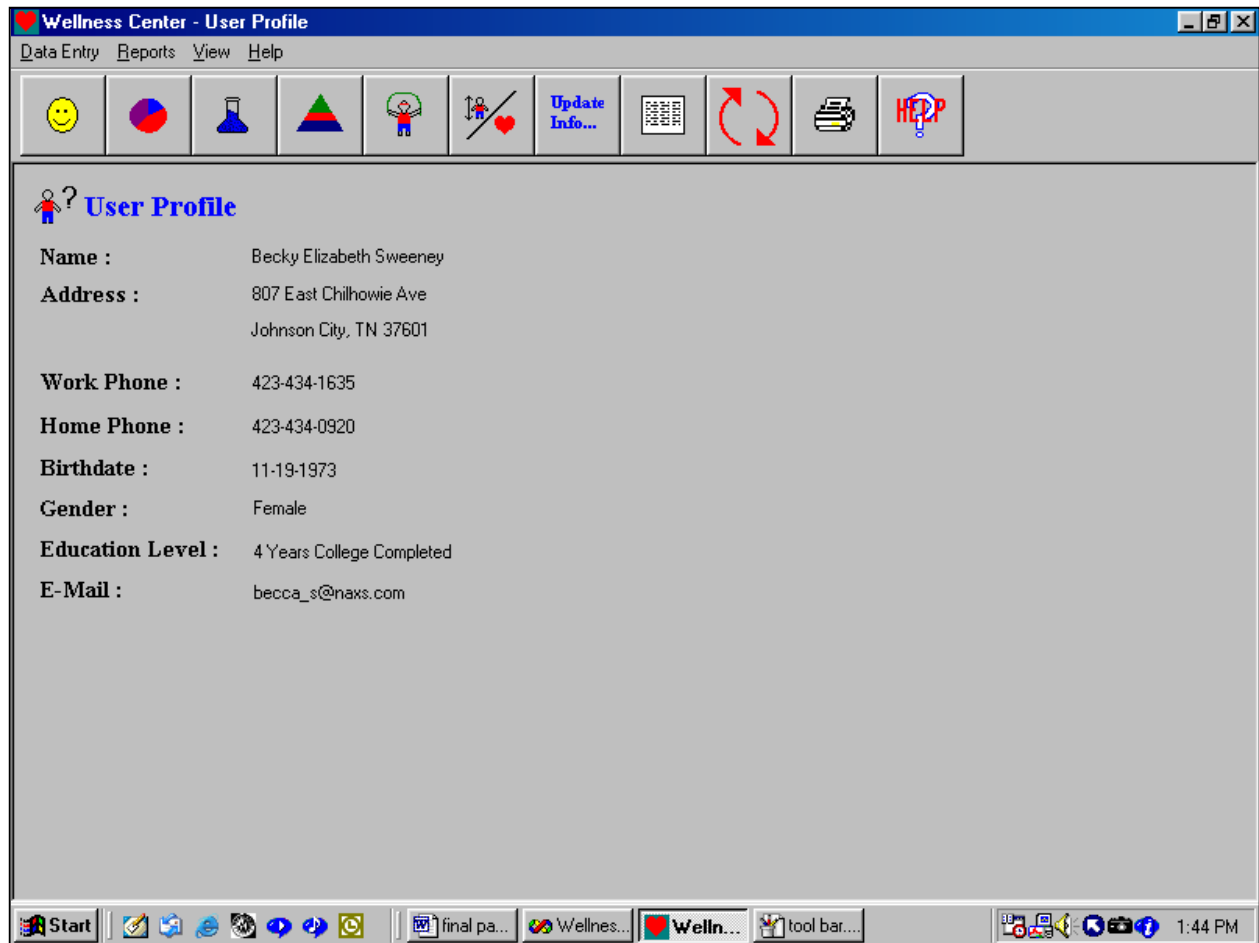 Wellness Center - User Profile
Data Entry Reports View Help
Update
Info...
HELP
? User Profile
Name : Becky Elizabeth Sweeney
Address : 807 East Chilhowie Ave
Johnson City, TN 37601
Work Phone : 423-434-1635
Home Phone : 423-434-0920
Birthdate : 11-19-1973
Gender : Female
Education Level : 4 Years College Completed
E-Mail : becca_s@naxs.com
Start final pa... Wellnes... Welln... tool bar.... 1:44 PM